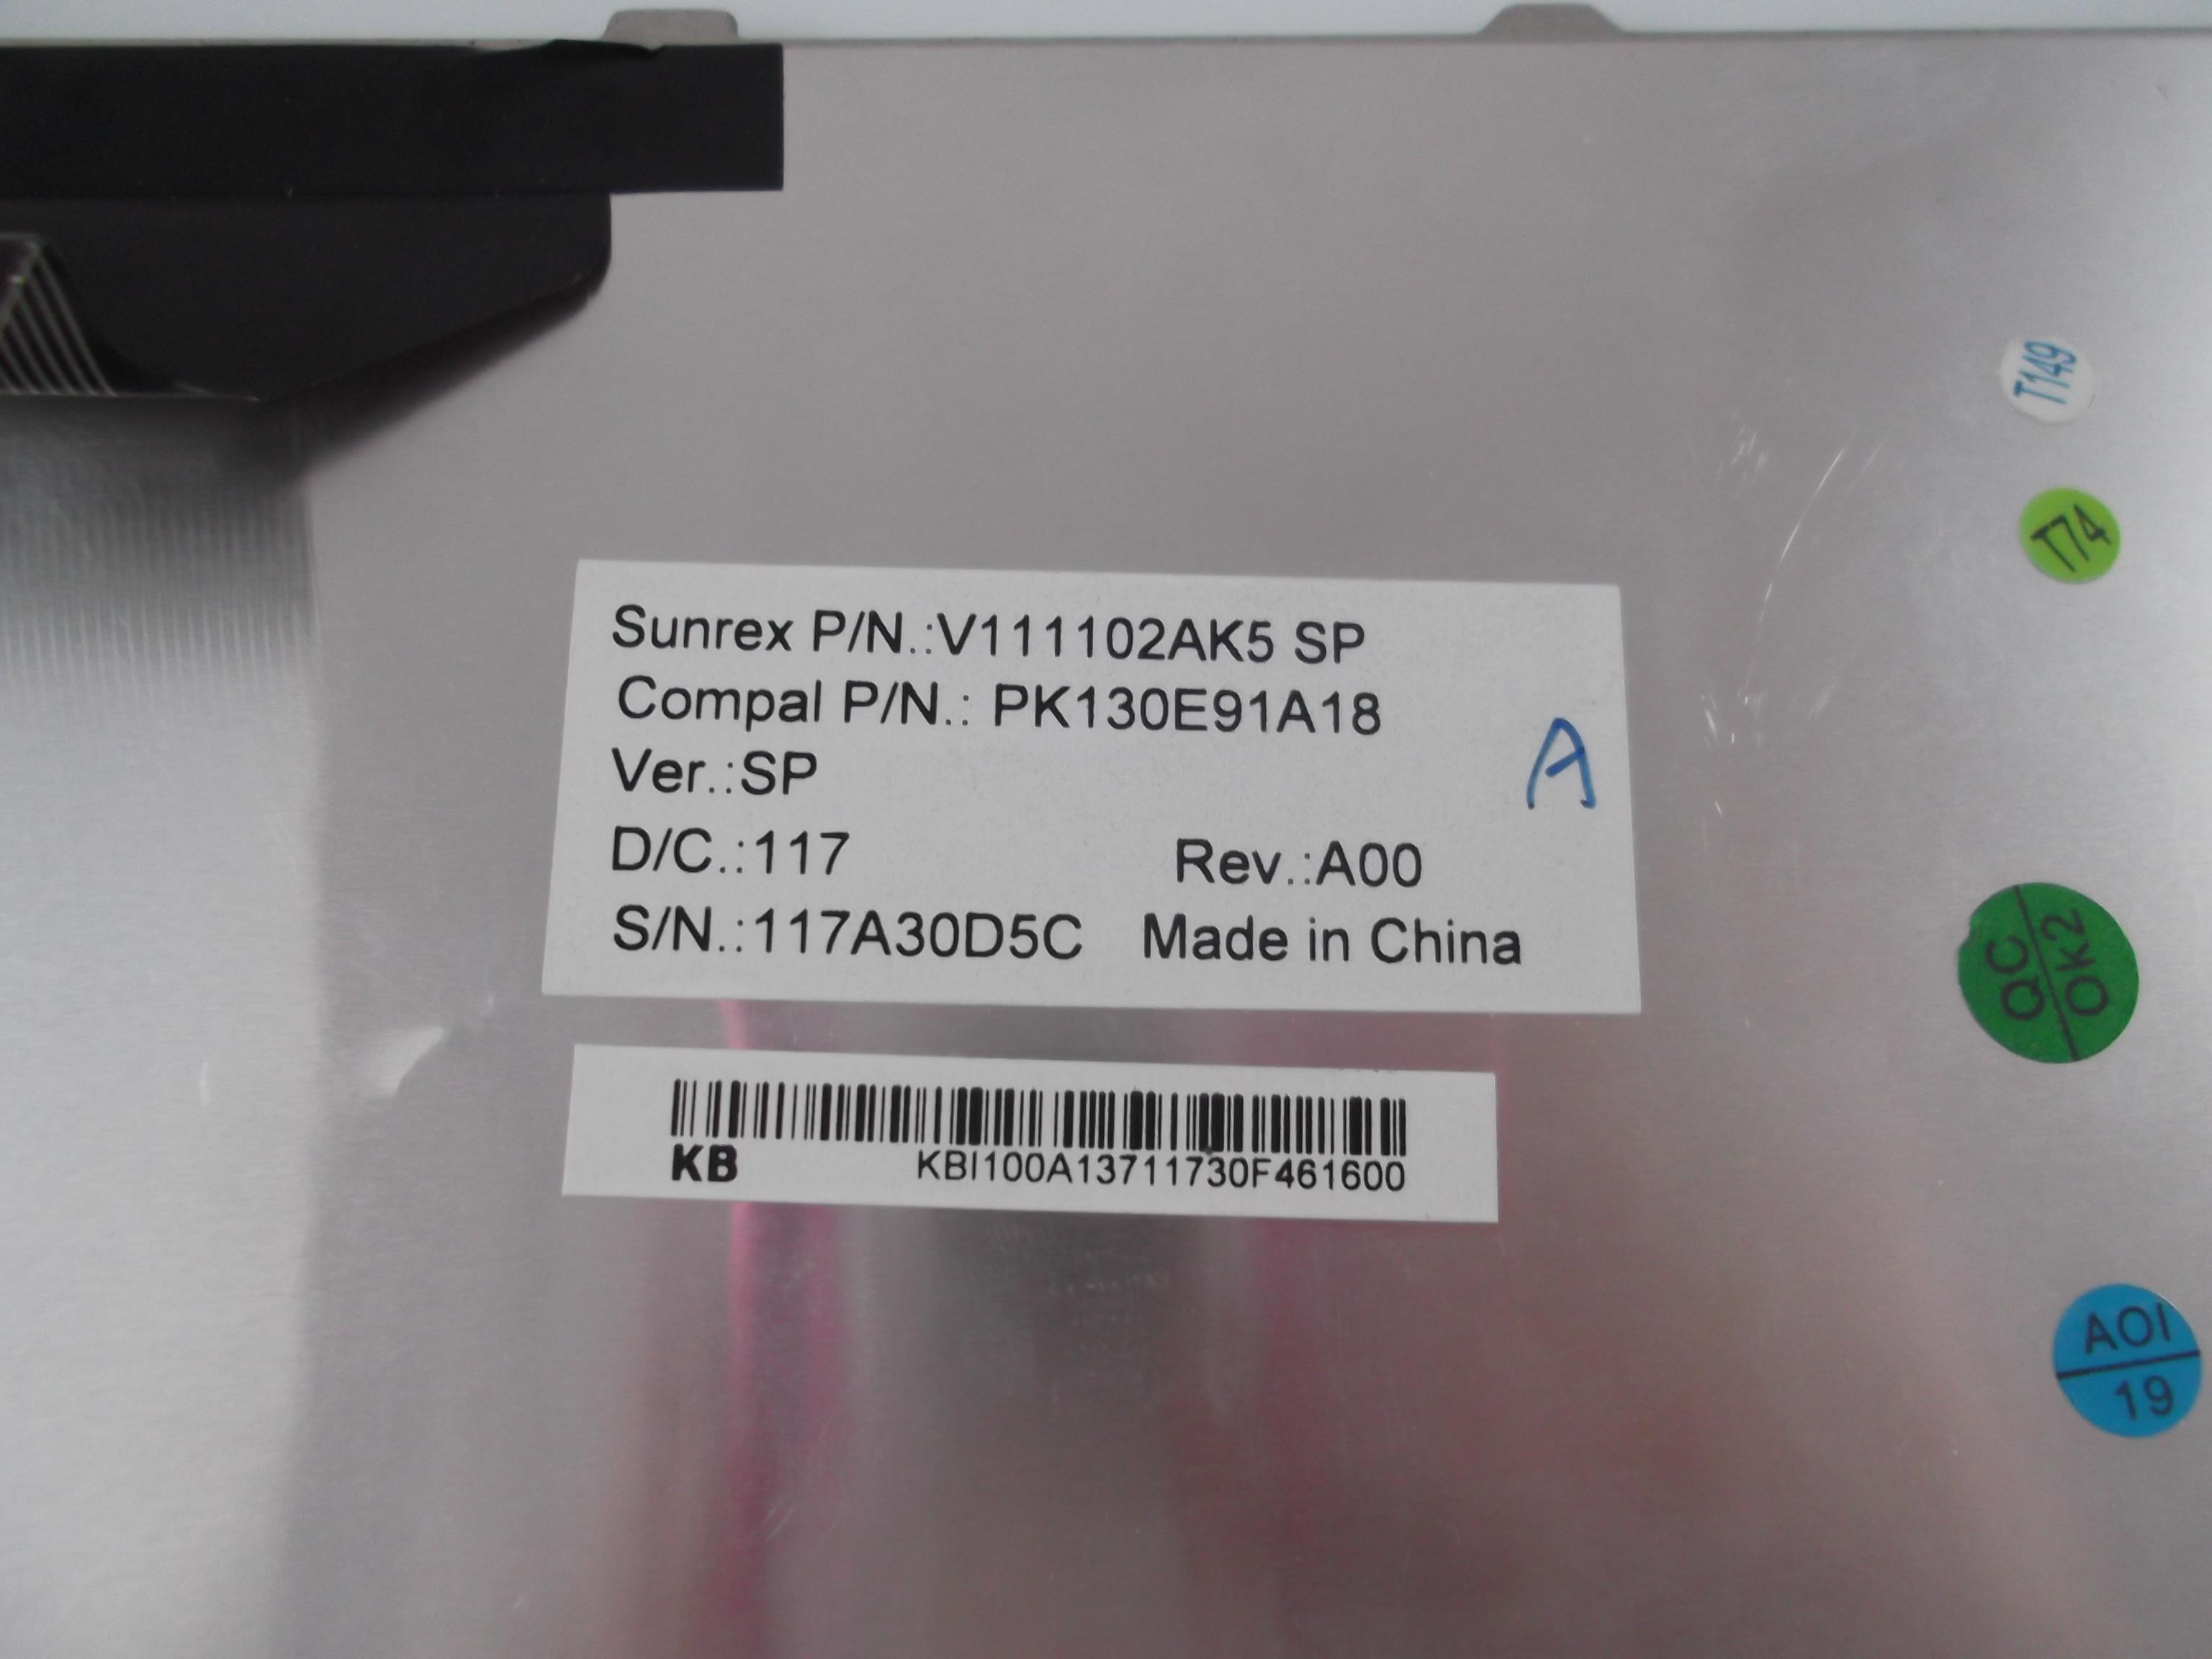 T149
T74
Sunrex P/N.:V111102AK5 SP
Compal P/N.: PK130E91A18
Ver.:SP
A
D/C.:117 Rev.:A00
S/N.:117A30D5C Made in China
QC
OK2
KB KBI100A13711730F461600
AOI
19